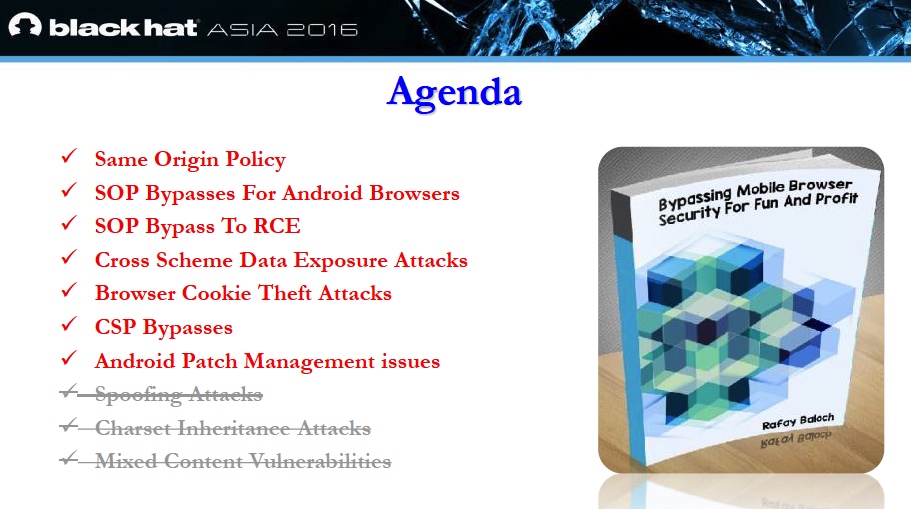 black hat ASIA 2016
Agenda
✓ Same Origin Policy
✓ SOP Bypasses For Android Browsers
✓ SOP Bypass To RCE
✓ Cross Scheme Data Exposure Attacks
✓ Browser Cookie Theft Attacks
✓ CSP Bypasses
✓ Android Patch Management issues
✓ Spoofing Attacks
✓ Charset Inheritance Attacks
✓ Mixed Content Vulnerabilities
Bypassing Mobile Browser
Security For Fun And Profit
Rafay Baloch
Rafay Baloch